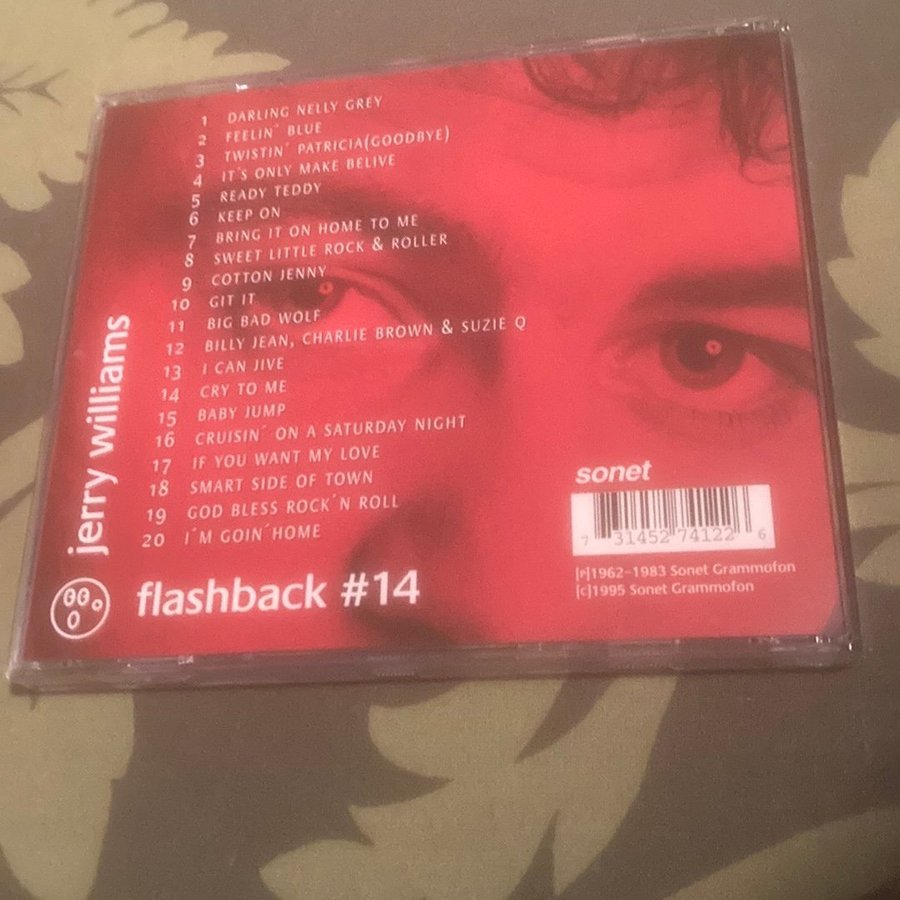 1 DARLING NELLY GREY
2 FEELIN´ BLUE
3 TWISTIN´ PATRICIA(GOODBYE)
4 IT´S ONLY MAKE BELIVE
5 READY TEDDY
6 KEEP ON
7 BRING IT ON HOME TO ME
8 SWEET LITTLE ROCK & ROLLER
9 COTTON JENNY
10 GIT IT
11 BIG BAD WOLF
12 BILLY JEAN, CHARLIE BROWN & SUZIE Q
13 I CAN JIVE
14 CRY TO ME
15 BABY JUMP
16 CRUISIN´ ON A SATURDAY NIGHT
17 IF YOU WANT MY LOVE
18 SMART SIDE OF TOWN
19 GOD BLESS ROCK´N ROLL
20 I´M GOIN´HOME
jerry williams
flashback #14
sonet
7 31452 74122 6
[P]1962-1983 Sonet Grammofon
[C]1995 Sonet Grammofon